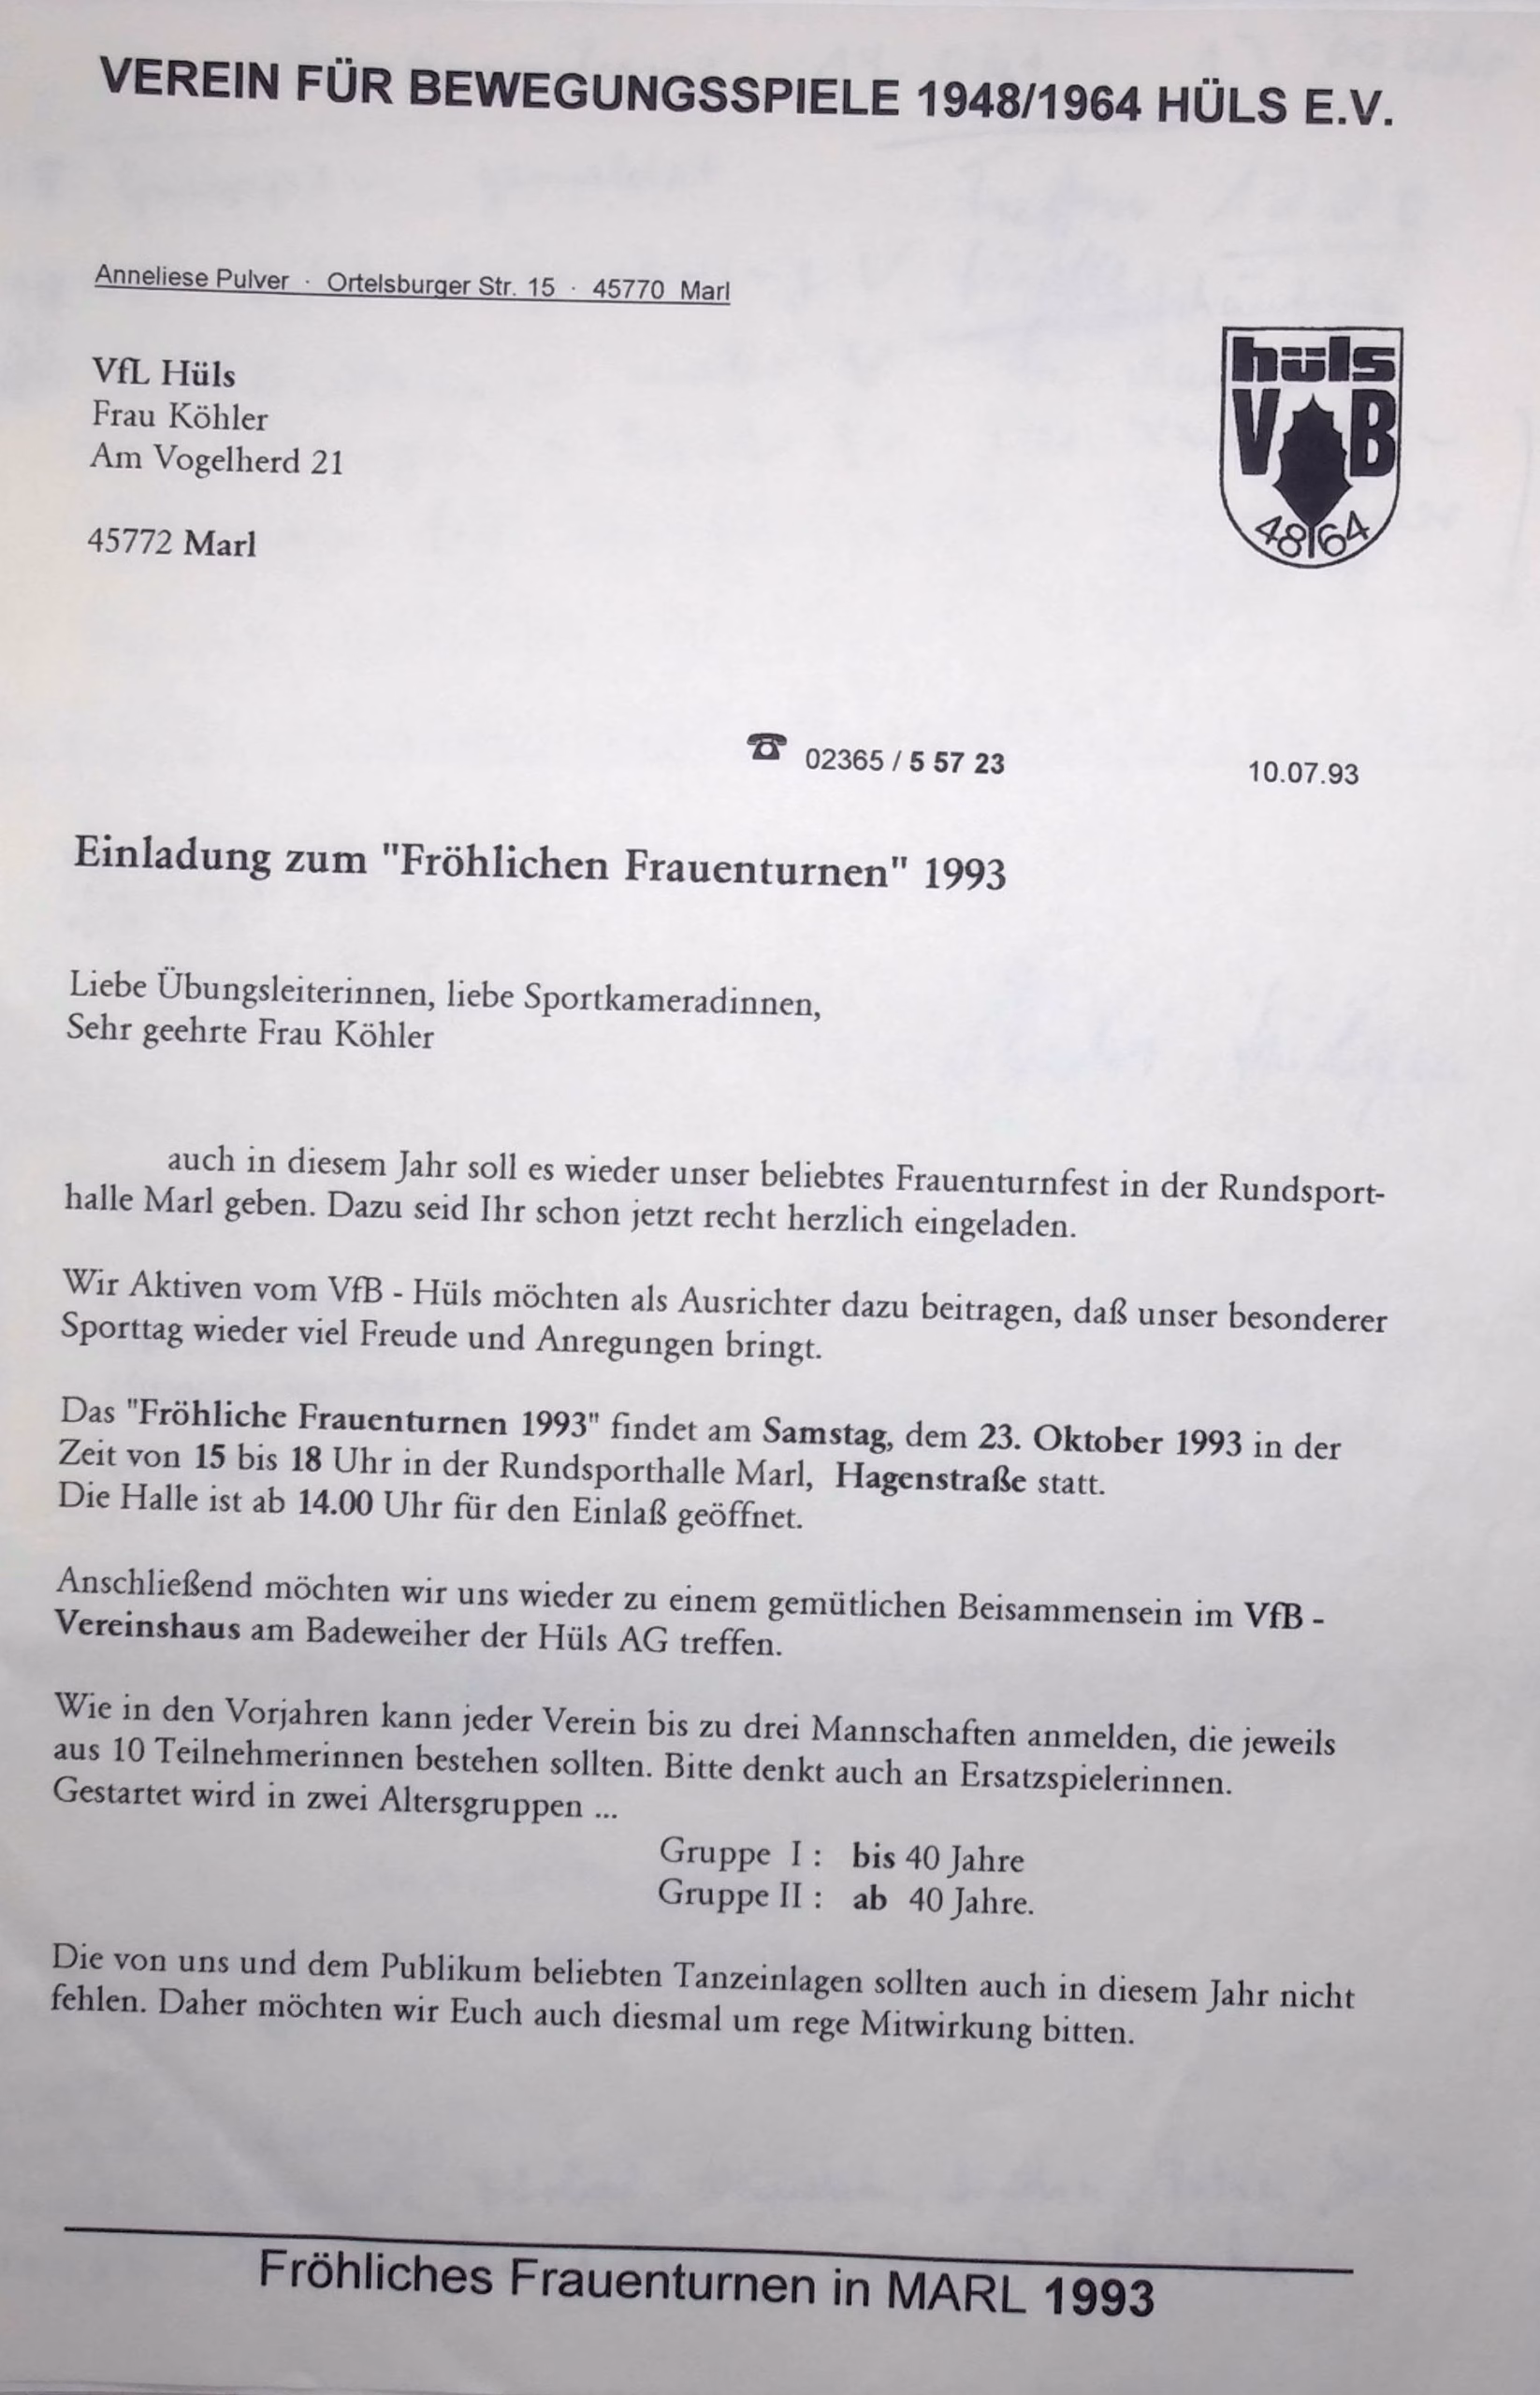 VEREIN FÜR BEWEGUNGSSPIELE 1948/1964 HÜLS E.V.
Anneliese Pulver · Ortelsburger Str. 15 · 45770 Marl
VfL Hüls
Frau Köhler
Am Vogelherd 21
45772 Marl
hüls
V B
48 64
☎ 02365 / 5 57 23 10.07.93
Einladung zum "Fröhlichen Frauenturnen" 1993
Liebe Übungsleiterinnen, liebe Sportkameradinnen,
Sehr geehrte Frau Köhler
auch in diesem Jahr soll es wieder unser beliebtes Frauenturnfest in der Rundsport-
halle Marl geben. Dazu seid Ihr schon jetzt recht herzlich eingeladen.
Wir Aktiven vom VfB - Hüls möchten als Ausrichter dazu beitragen, daß unser besonderer
Sporttag wieder viel Freude und Anregungen bringt.
Das "Fröhliche Frauenturnen 1993" findet am Samstag, dem 23. Oktober 1993 in der
Zeit von 15 bis 18 Uhr in der Rundsporthalle Marl, Hagenstraße statt.
Die Halle ist ab 14.00 Uhr für den Einlaß geöffnet.
Anschließend möchten wir uns wieder zu einem gemütlichen Beisammensein im VfB -
Vereinshaus am Badeweiher der Hüls AG treffen.
Wie in den Vorjahren kann jeder Verein bis zu drei Mannschaften anmelden, die jeweils
aus 10 Teilnehmerinnen bestehen sollten. Bitte denkt auch an Ersatzspielerinnen.
Gestartet wird in zwei Altersgruppen ...
Gruppe I : bis 40 Jahre
Gruppe II : ab 40 Jahre.
Die von uns und dem Publikum beliebten Tanzeinlagen sollten auch in diesem Jahr nicht
fehlen. Daher möchten wir Euch auch diesmal um rege Mitwirkung bitten.
Fröhliches Frauenturnen in MARL 1993